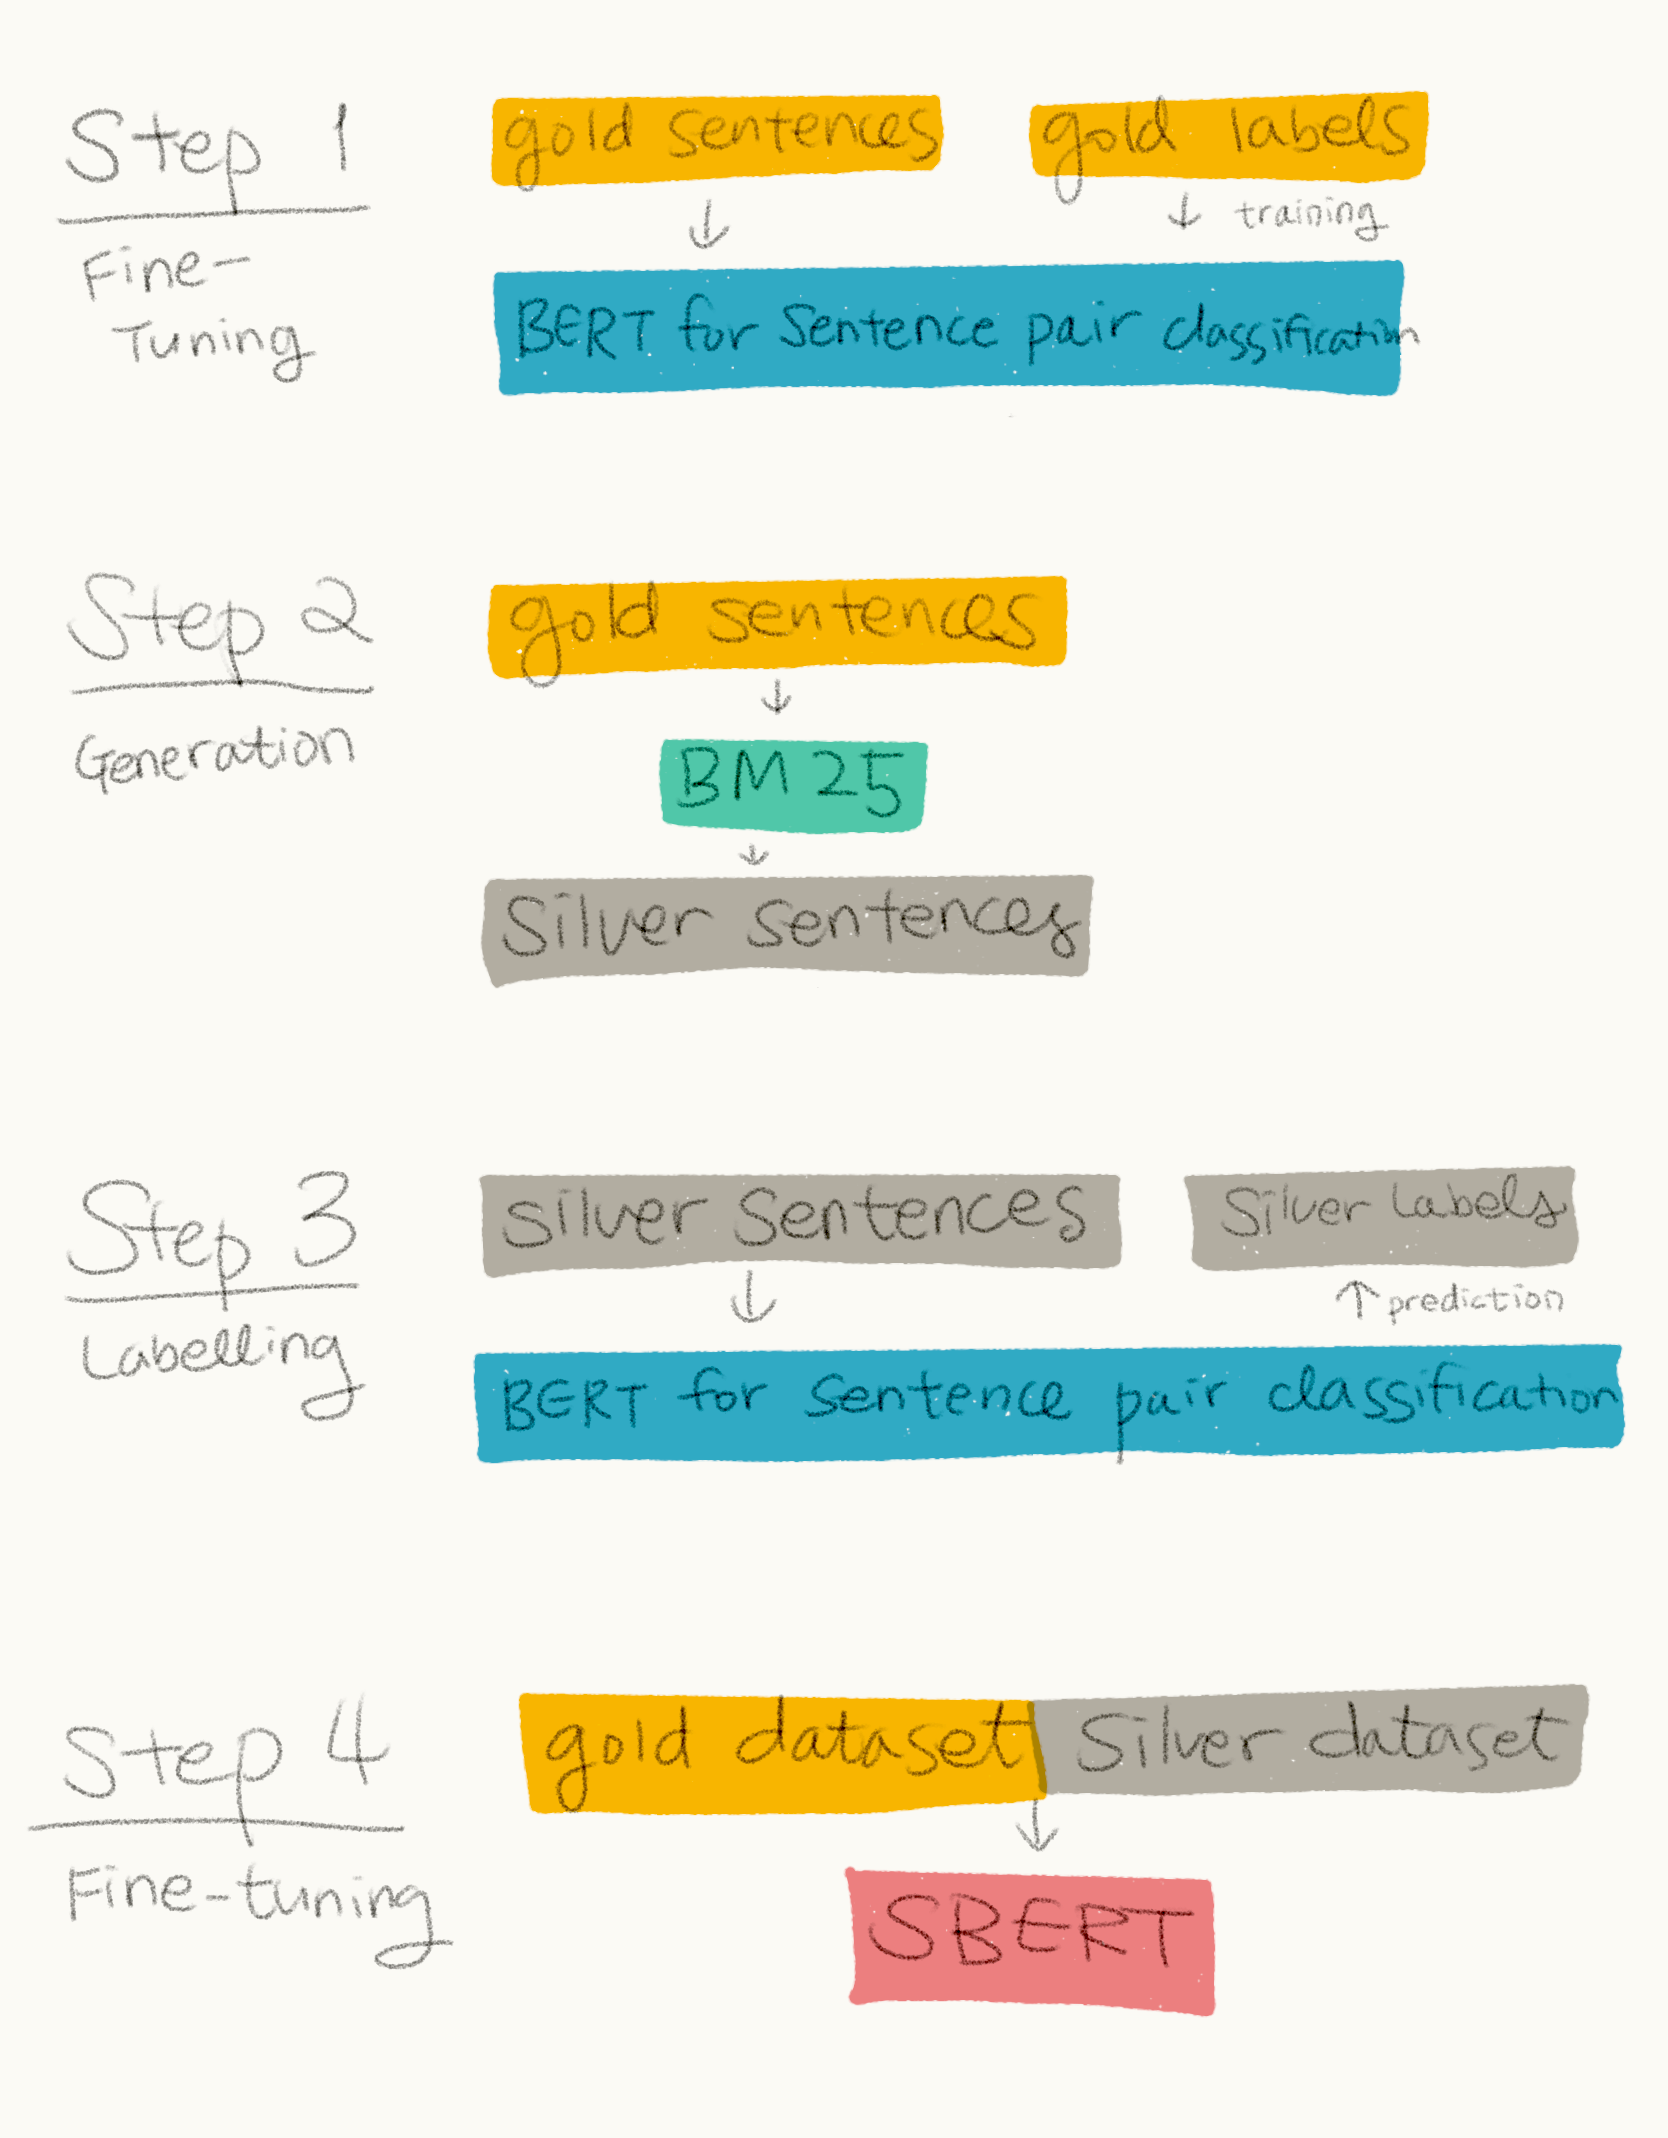 Step 1
Fine-
Tuning
gold sentences
gold labels
training
BERT for Sentence pair classification
Step 2
Generation
gold sentences
BM25
Silver sentences
Step 3
Labelling
Silver Sentences
Silver Labels
prediction
BERT for Sentence pair classification
Step 4
Fine-tuning
gold dataset
Silver dataset
SBERT